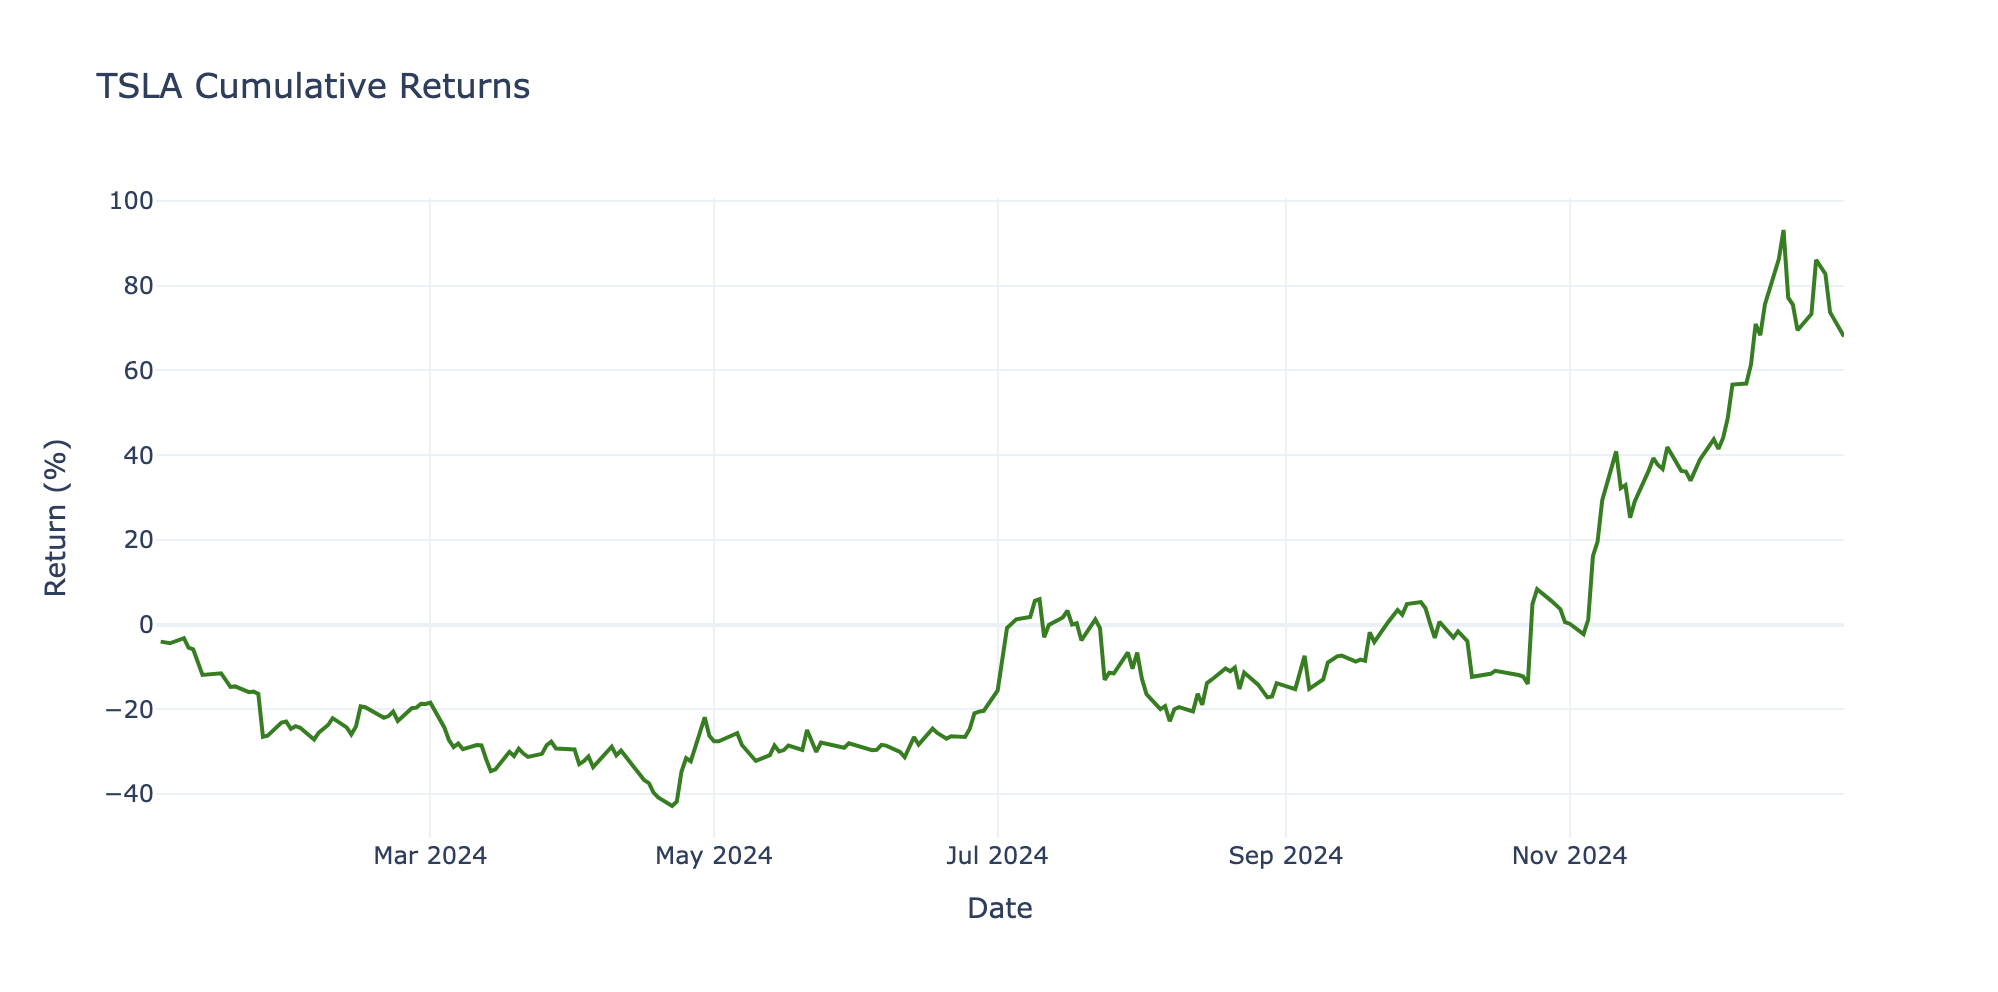 TSLA Cumulative Returns
100
80
60
40
20
0
−20
−40
Return (%)
Mar 2024
May 2024
Jul 2024
Sep 2024
Nov 2024
Date